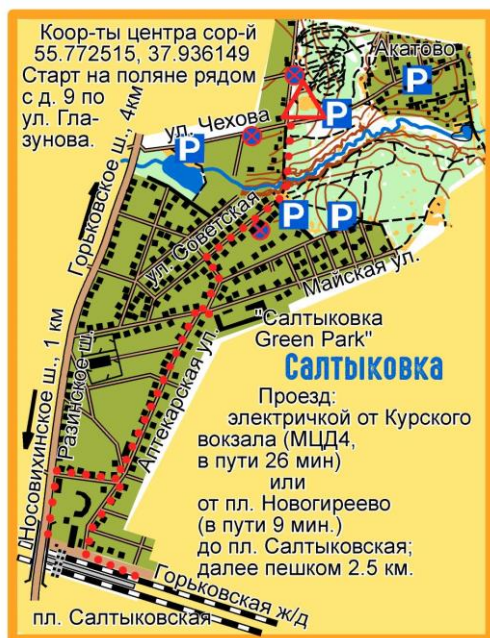 Коор-ты центра сор-й
55.772515, 37.936149
Старт на поляне рядом
с д. 9 по
ул. Гла-
зунова.
Акатово
P
ул. Чехова
P
P
Горьковское ш., 4км
ул. Советская
P
P
Майская ул.
"Салтыковка
Green Park"
Салтыковка
Носовихинское ш., 1 км
Разинское ш.
Аптекарская ул.
Проезд:
электричкой от Курского
вокзала (МЦД4,
в пути 26 мин)
или
от пл. Новогиреево
(в пути 9 мин.)
до пл. Салтыковская;
далее пешком 2.5 км.
Горьковская ж/д
пл. Салтыковская